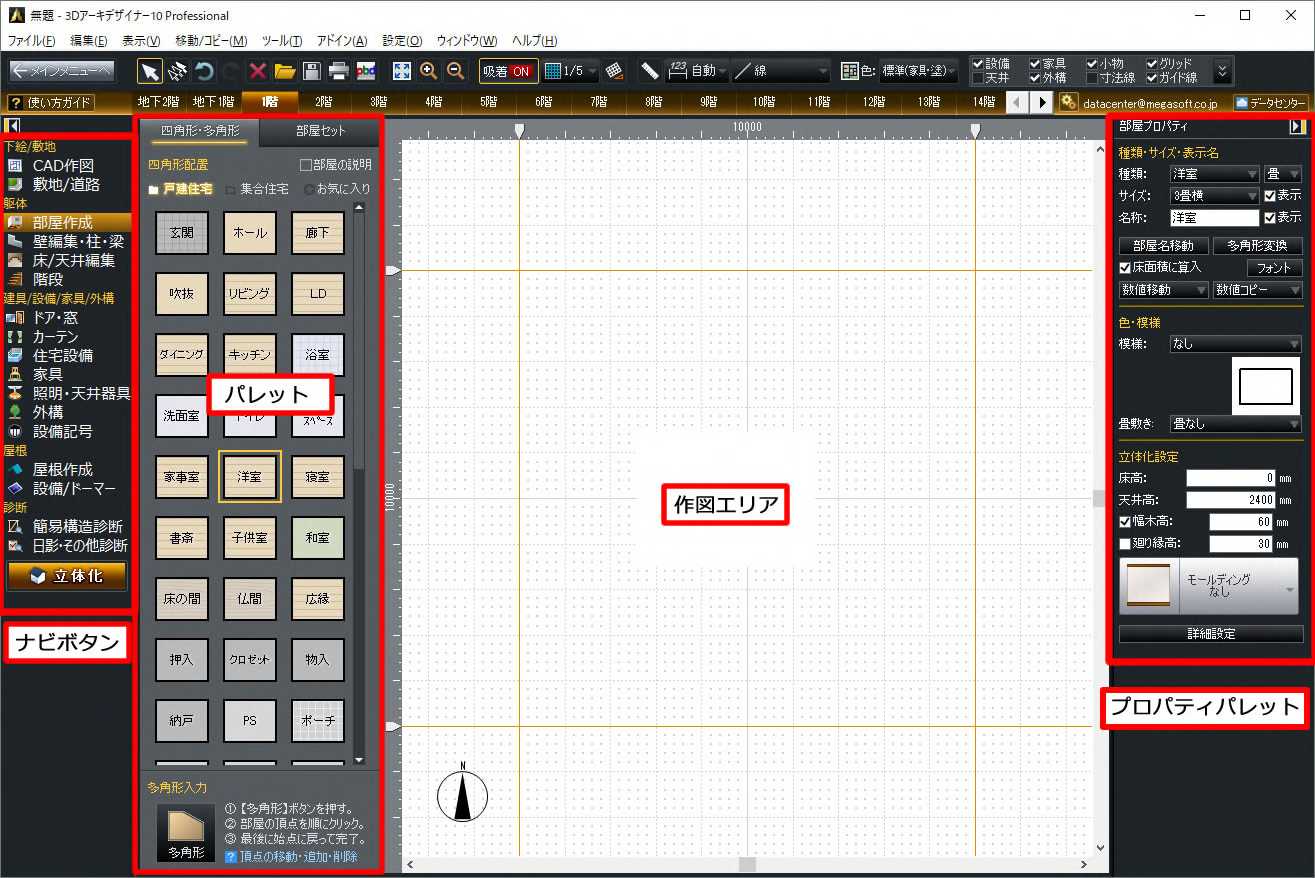 無題 - 3Dアーキデザイナー10 Professional
ファイル(F) 編集(E) 表示(V) 移動/コピー(M) ツール(T) アドイン(A) 設定(O) ウィンドウ(W) ヘルプ(H)
メインメニューへ abc 吸着 ON 1/5 123 自動 線 色: 標準(家具・塗)
設備 家具 小物 グリッド
天井 外構 寸法線 ガイド線
? 使い方ガイド 地下2階 地下1階 1階 2階 3階 4階 5階 6階 7階 8階 9階 10階 11階 12階 13階 14階 datacenter@megasoft.co.jp データセンター
下絵/敷地
CAD作図
敷地/道路
躯体
部屋作成
壁編集・柱・梁
床/天井編集
階段
建具/設備/家具/外構
ドア・窓
カーテン
住宅設備
家具
照明・天井器具
外構
設備記号
屋根
屋根作成
設備/ドーマー
診断
簡易構造診断
日影・その他診断
立体化
ナビボタン
四角形・多角形 部屋セット
四角形配置 部屋の説明
戸建住宅 集合住宅 お気に入り
玄関 ホール 廊下
吹抜 リビング LD
ダイニング キッチン 浴室
パレット
洗面室 トイレ スペース
家事室 洋室 寝室
書斎 子供室 和室
床の間 仏間 広縁
押入 クロゼット 物入
納戸 PS ポーチ
多角形入力
多角形
①【多角形】ボタンを押す。
② 部屋の頂点を順にクリック。
③ 最後に始点に戻って完了。
? 頂点の移動・追加・削除
10000
10000
作図エリア
N
部屋プロパティ
種類・サイズ・表示名
種類: 洋室 畳
サイズ: 3畳横 表示
名称: 洋室 表示
部屋名移動 多角形変換
床面積に算入 フォント
数値移動 数値コピー
色・模様
模様: なし
畳敷き: 畳なし
立体化設定
床高: 0 mm
天井高: 2400 mm
幅木高: 60 mm
廻り縁高: 30 mm
モールディング
なし
詳細設定
プロパティパレット